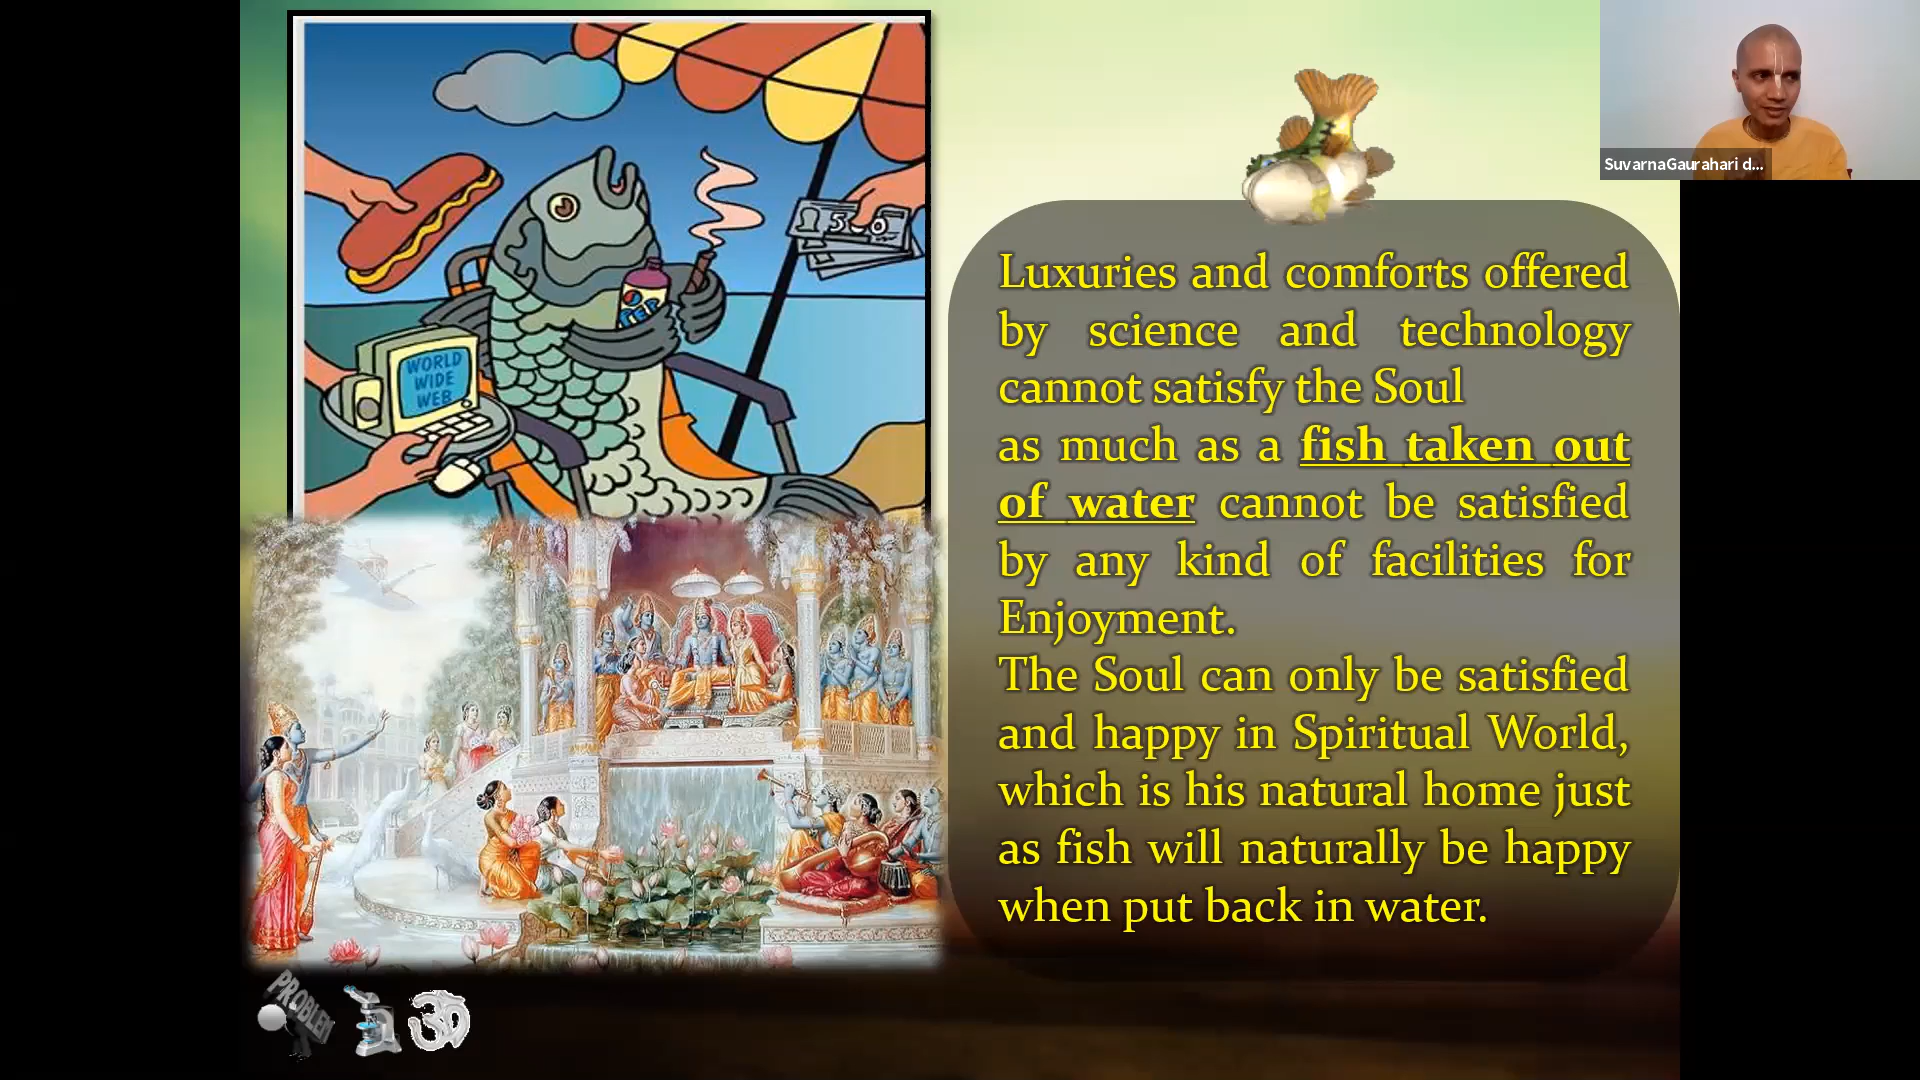 SuvarnaGaurahari d...
500
WORLD
WIDE
WEB
Luxuries and comforts offered
by science and technology
cannot satisfy the Soul
as much as a fish taken out
of water cannot be satisfied
by any kind of facilities for
Enjoyment.
The Soul can only be satisfied
and happy in Spiritual World,
which is his natural home just
as fish will naturally be happy
when put back in water.
PROBLEM
ॐ